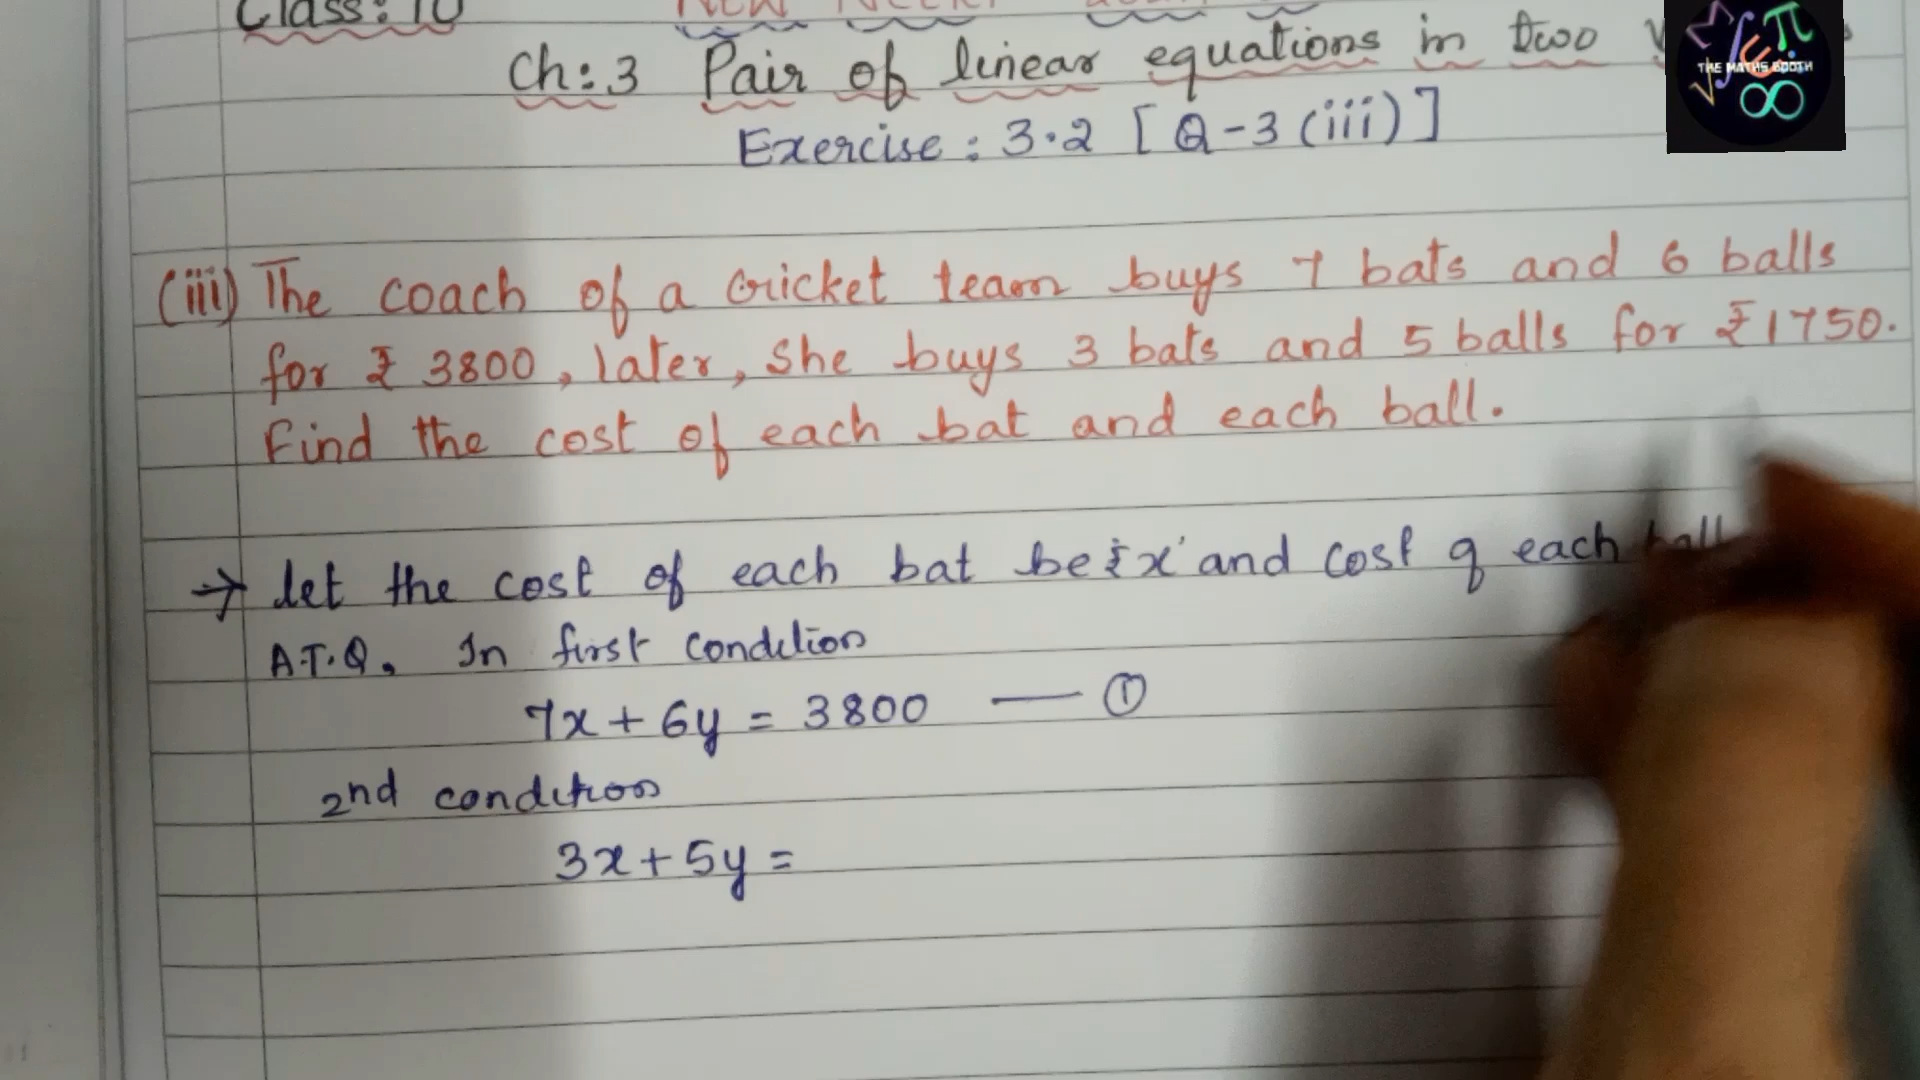 Class: 10
Ch: 3 Pair of linear equations in two
Exercise: 3.2 [Q-3 (iii)]
THE MATHS BOOTH
(iii) The coach of a cricket team buys 7 bats and 6 balls
for ₹ 3800, later, She buys 3 bats and 5 balls for ₹1750.
Find the cost of each bat and each ball.
→ let the cost of each bat be ₹ 'x' and cost of each ball
A.T.Q, In first condition
7x + 6y = 3800 — ①
2nd condition
3x + 5y =